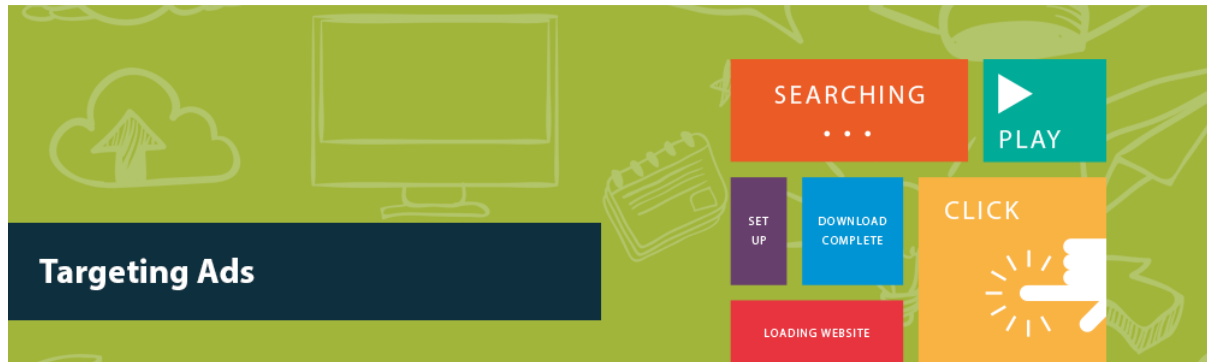 SEARCHING
...
PLAY
SET
UP
DOWNLOAD
COMPLETE
CLICK
Targeting Ads
LOADING WEBSITE